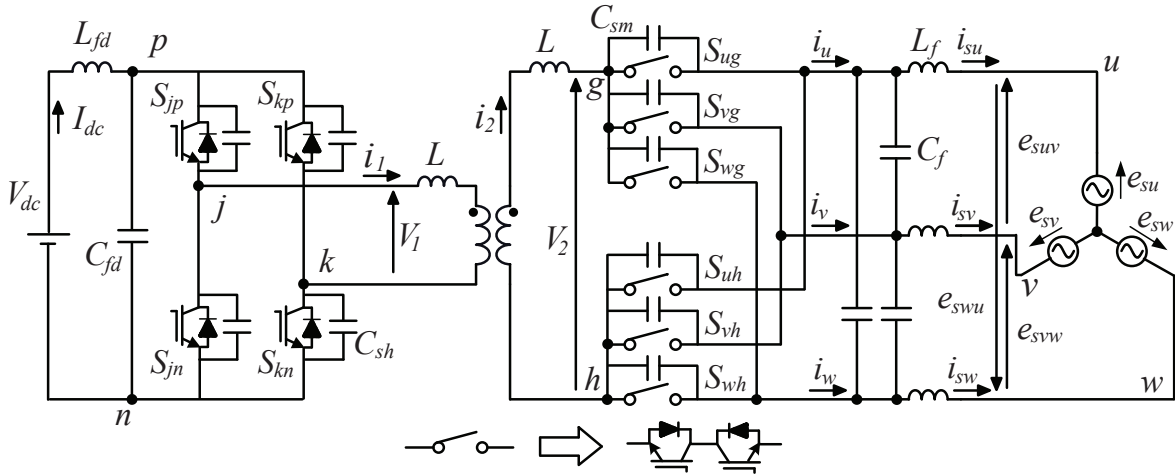 L_fd
p
I_dc
V_dc
C_fd
n
S_jp
S_kp
j
k
S_jn
S_kn
C_sh
i_1
L
V_1
i_2
L
V_2
C_sm
g
h
S_ug
S_vg
S_wg
S_uh
S_vh
S_wh
i_u
i_v
i_w
L_f
C_f
i_su
i_sv
i_sw
e_suv
e_swu
e_svw
e_su
e_sv
e_sw
u
v
w